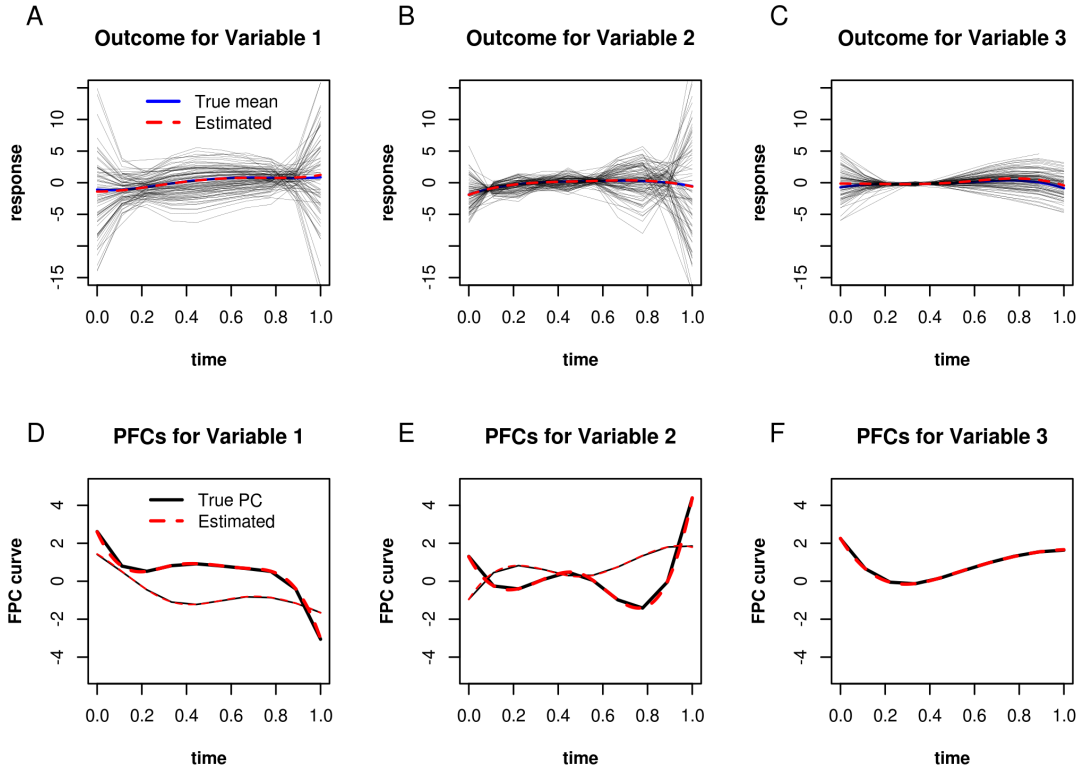 A
Outcome for Variable 1
response
10
5
0
-5
-15
True mean
Estimated
0.0 0.2 0.4 0.6 0.8 1.0
time
B
Outcome for Variable 2
response
10
5
0
-5
-15
0.0 0.2 0.4 0.6 0.8 1.0
time
C
Outcome for Variable 3
response
10
5
0
-5
-15
0.0 0.2 0.4 0.6 0.8 1.0
time
D
PFCs for Variable 1
FPC curve
4
2
0
-2
-4
True PC
Estimated
0.0 0.2 0.4 0.6 0.8 1.0
time
E
PFCs for Variable 2
FPC curve
4
2
0
-2
-4
0.0 0.2 0.4 0.6 0.8 1.0
time
F
PFCs for Variable 3
FPC curve
4
2
0
-2
-4
0.0 0.2 0.4 0.6 0.8 1.0
time